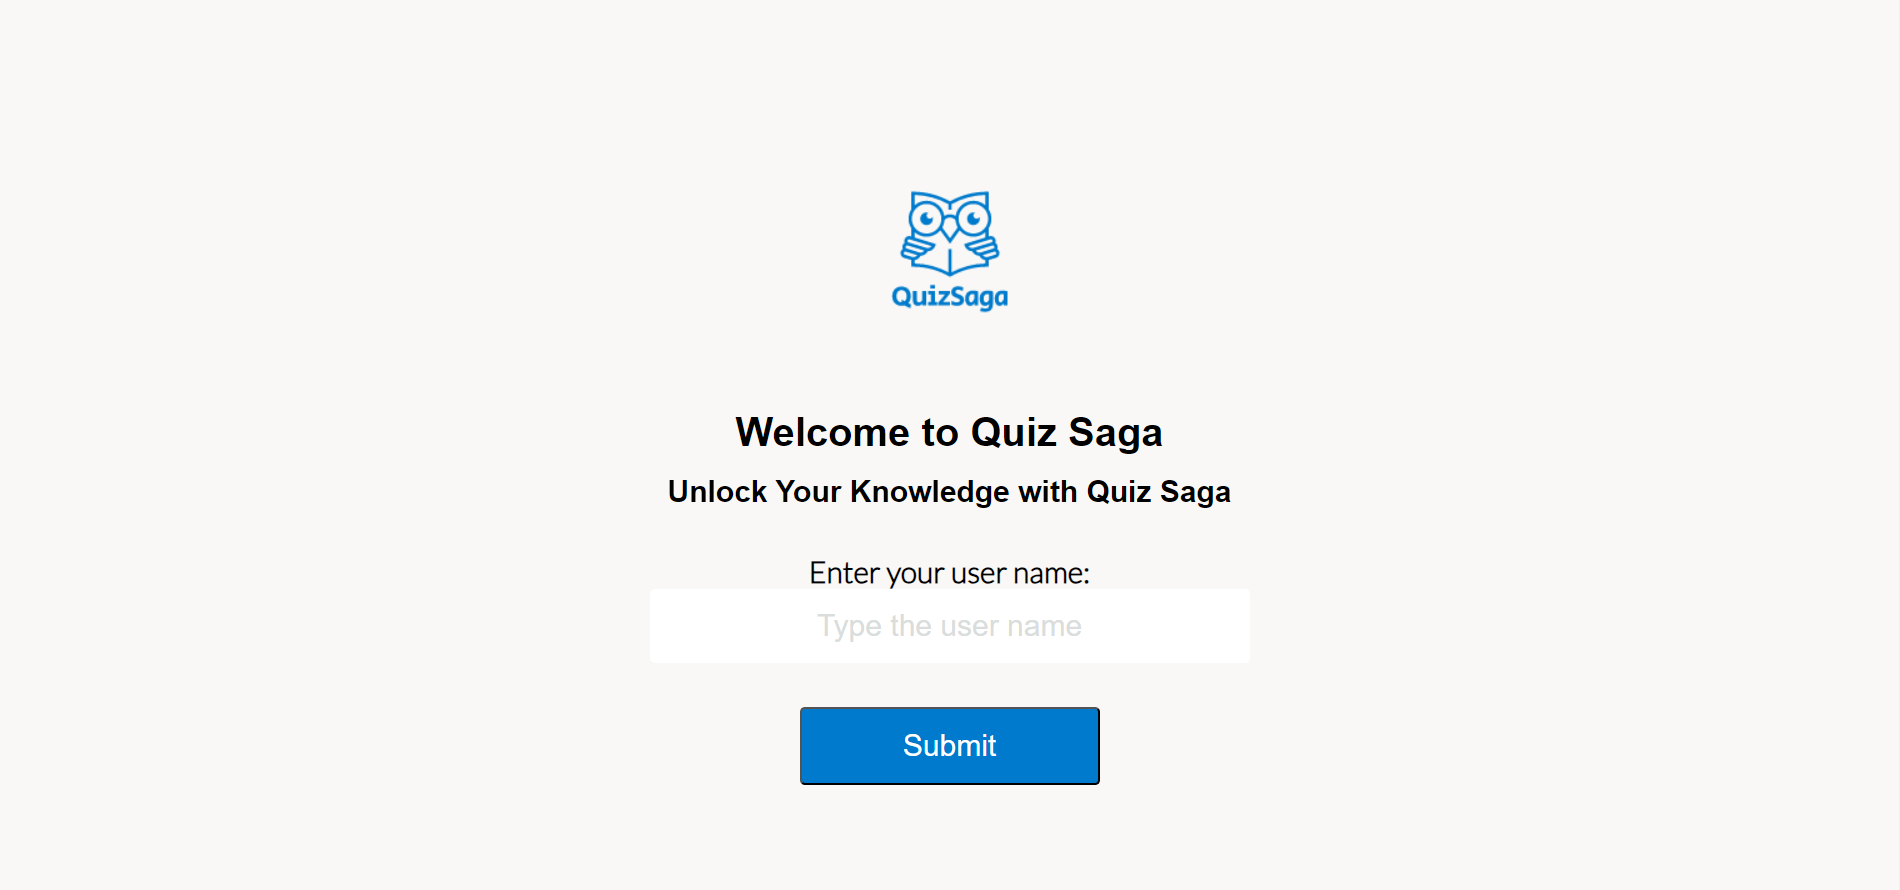 QuizSaga
Welcome to Quiz Saga
Unlock Your Knowledge with Quiz Saga
Enter your user name:
Type the user name
Submit